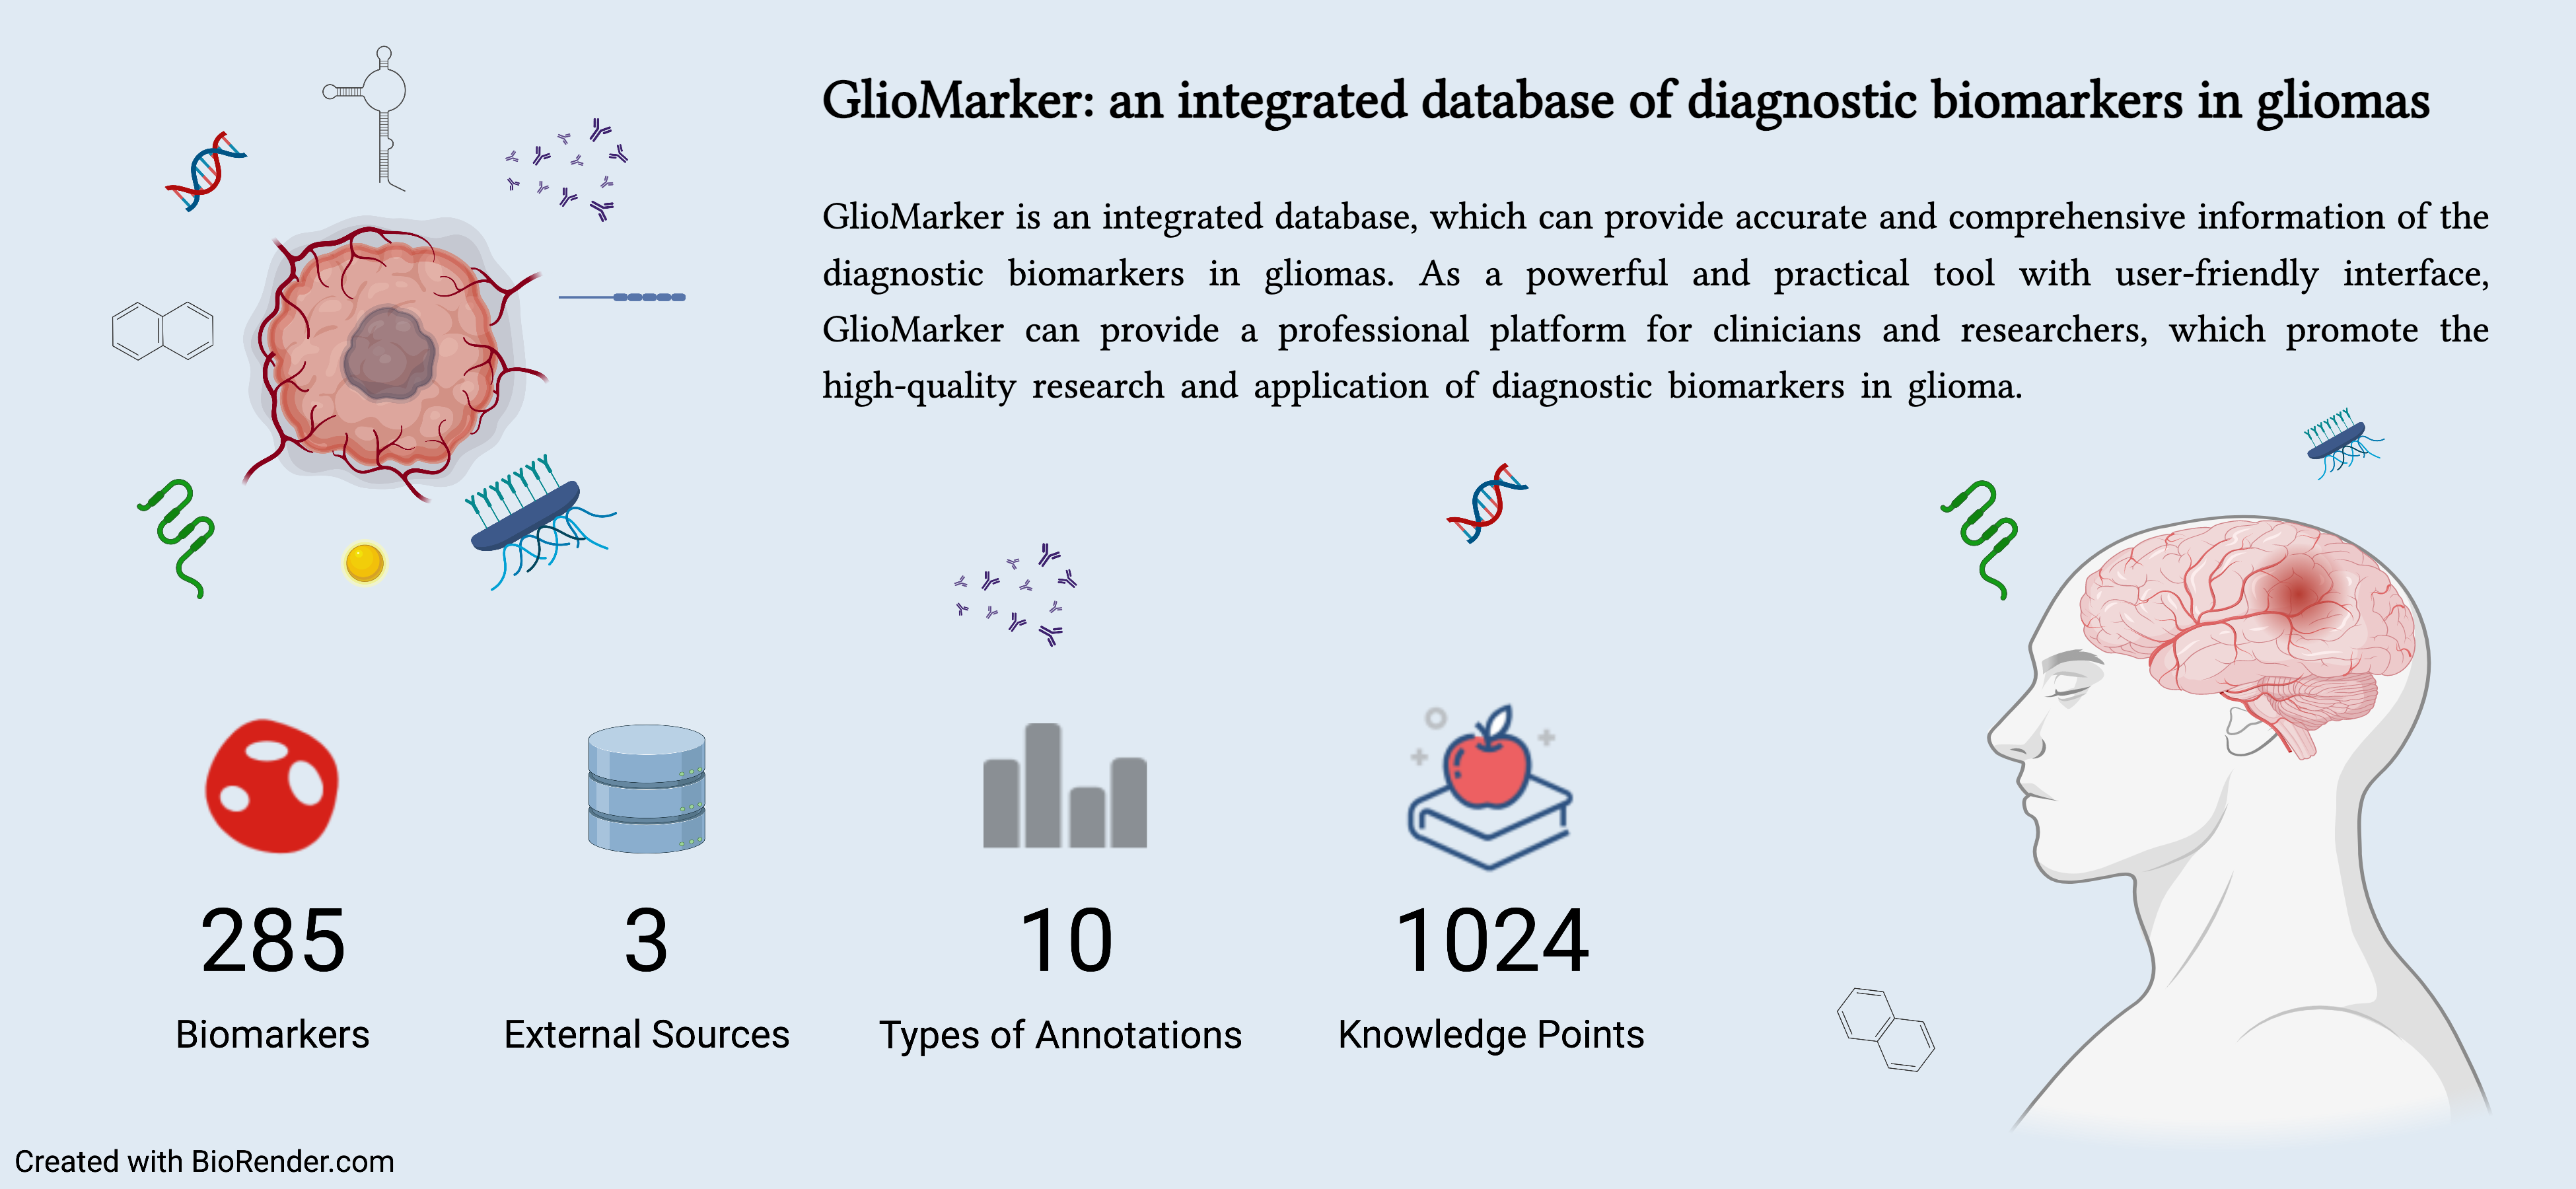 GlioMarker: an integrated database of diagnostic biomarkers in gliomas
GlioMarker is an integrated database, which can provide accurate and comprehensive information of the
diagnostic biomarkers in gliomas. As a powerful and practical tool with user-friendly interface,
GlioMarker can provide a professional platform for clinicians and researchers, which promote the
high-quality research and application of diagnostic biomarkers in glioma.
285
Biomarkers
3
External Sources
10
Types of Annotations
1024
Knowledge Points
Created with BioRender.com